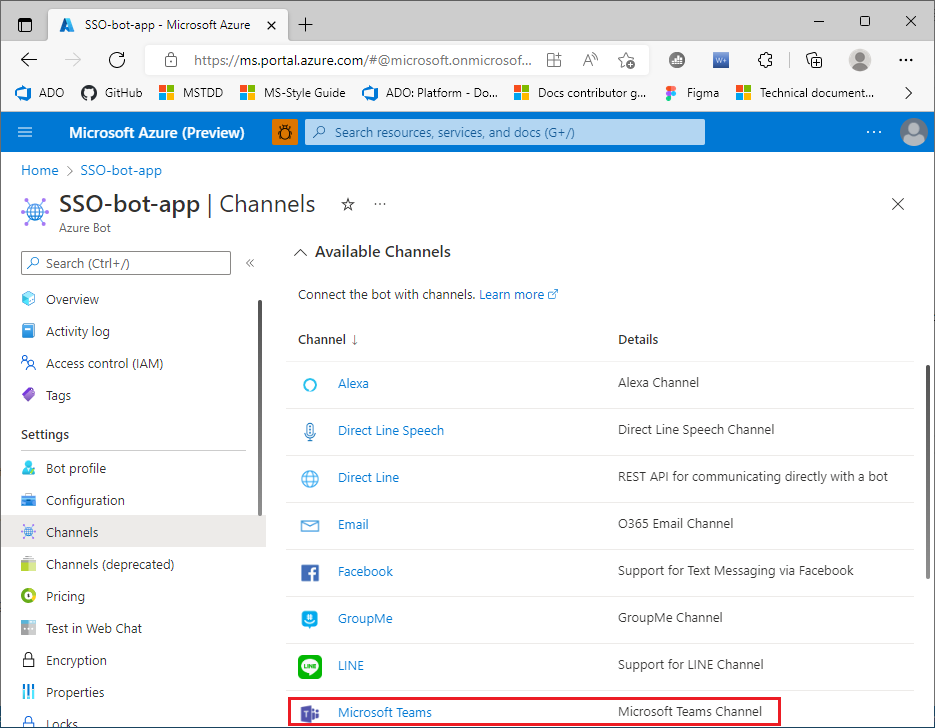 SSO-bot-app - Microsoft Azure
https://ms.portal.azure.com/#@microsoft.onmicrosof...
ADO
GitHub
MSTDD
MS-Style Guide
ADO: Platform - Do...
Docs contributor g...
Figma
Technical document...
Microsoft Azure (Preview)
Search resources, services, and docs (G+/)
Home > SSO-bot-app
SSO-bot-app | Channels
Azure Bot
Search (Ctrl+/)
Overview
Activity log
Access control (IAM)
Tags
Settings
Bot profile
Configuration
Channels
Channels (deprecated)
Pricing
Test in Web Chat
Encryption
Properties
Locks
Available Channels
Connect the bot with channels. Learn more
Channel ↓ Details
Alexa Alexa Channel
Direct Line Speech Direct Line Speech Channel
Direct Line REST API for communicating directly with a bot
Email O365 Email Channel
Facebook Support for Text Messaging via Facebook
GroupMe GroupMe Channel
LINE LINE Support for LINE Channel
Microsoft Teams Microsoft Teams Channel